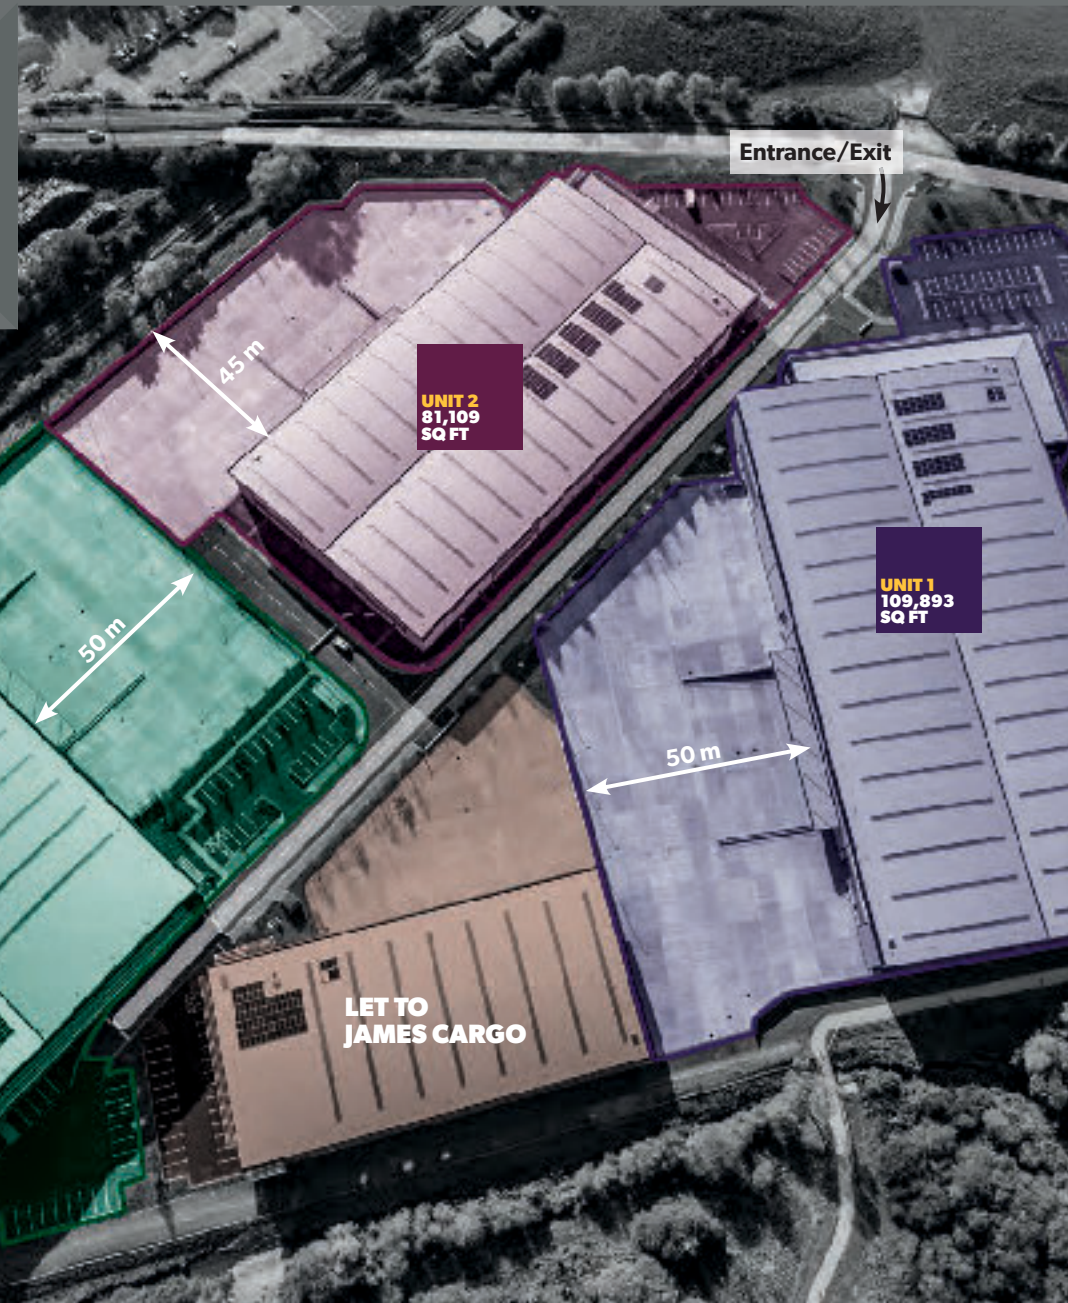 Entrance/Exit
45 m
UNIT 2
81,109
SQ FT
UNIT 1
109,893
SQ FT
50 m
50 m
LET TO
JAMES CARGO